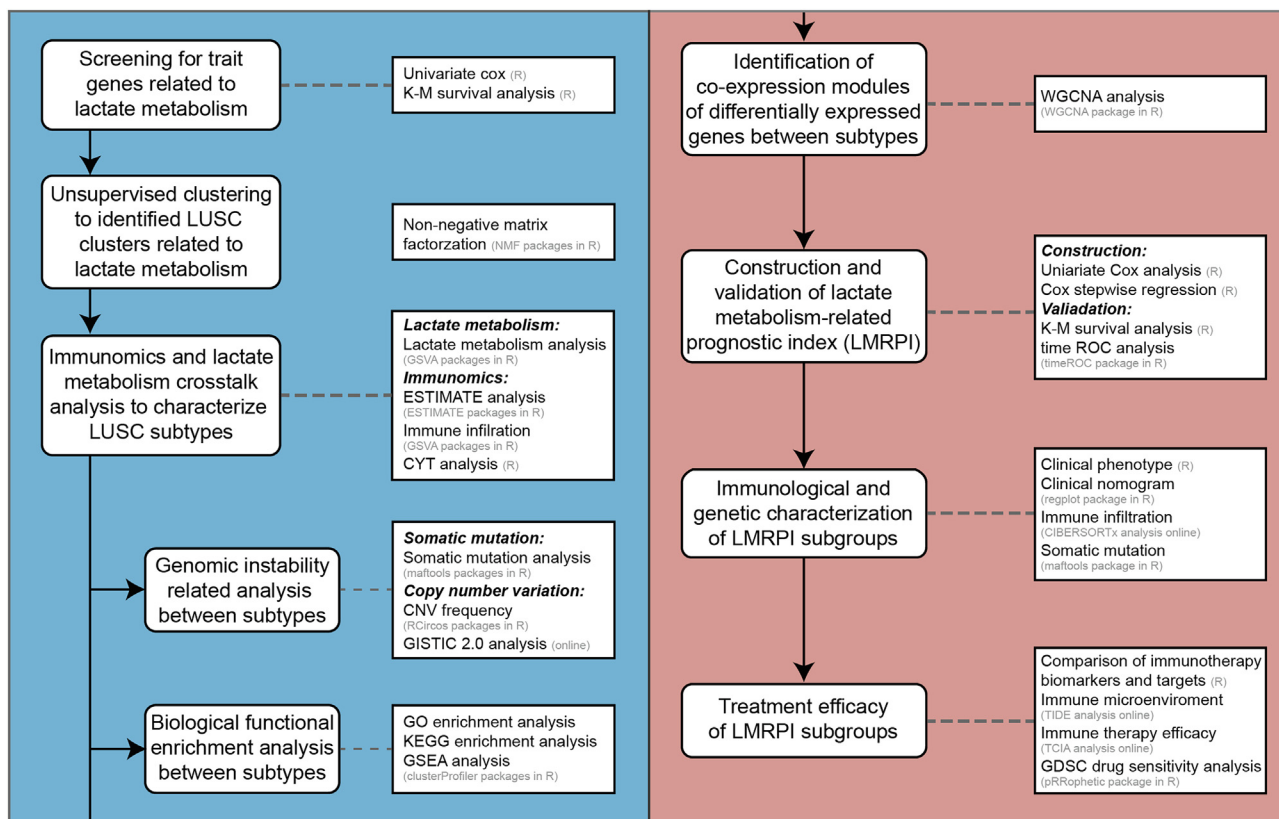 Screening for trait
genes related to
lactate metabolism
Univariate cox (R)
K-M survival analysis (R)
Unsupervised clustering
to identified LUSC
clusters related to
lactate metabolism
Non-negative matrix
factorzation (NMF packages in R)
Immunomics and lactate
metabolism crosstalk
analysis to characterize
LUSC subtypes
Lactate metabolism:
Lactate metabolism analysis
(GSVA packages in R)
Immunomics:
ESTIMATE analysis
(ESTIMATE packages in R)
Immune infilration
(GSVA packages in R)
CYT analysis (R)
Genomic instability
related analysis
between subtypes
Somatic mutation:
Somatic mutation analysis
(maftools packages in R)
Copy number variation:
CNV frequency
(RCircos packages in R)
GISTIC 2.0 analysis (online)
Biological functional
enrichment analysis
between subtypes
GO enrichment analysis
KEGG enrichment analysis
GSEA analysis
(clusterProfiler packages in R)
Identification of
co-expression modules
of differentially expressed
genes between subtypes
WGCNA analysis
(WGCNA package in R)
Construction and
validation of lactate
metabolism-related
prognostic index (LMRPI)
Construction:
Uniariate Cox analysis (R)
Cox stepwise regression (R)
Valiadation:
K-M survival analysis (R)
time ROC analysis
(timeROC package in R)
Immunological and
genetic characterization
of LMRPI subgroups
Clinical phenotype (R)
Clinical nomogram
(regplot package in R)
Immune infiltration
(CIBERSORTx analysis online)
Somatic mutation
(maftools package in R)
Treatment efficacy
of LMRPI subgroups
Comparison of immunotherapy
biomarkers and targets (R)
Immune microenviroment
(TIDE analysis online)
Immune therapy efficacy
(TCIA analysis online)
GDSC drug sensitivity analysis
(pRRophetic package in R)